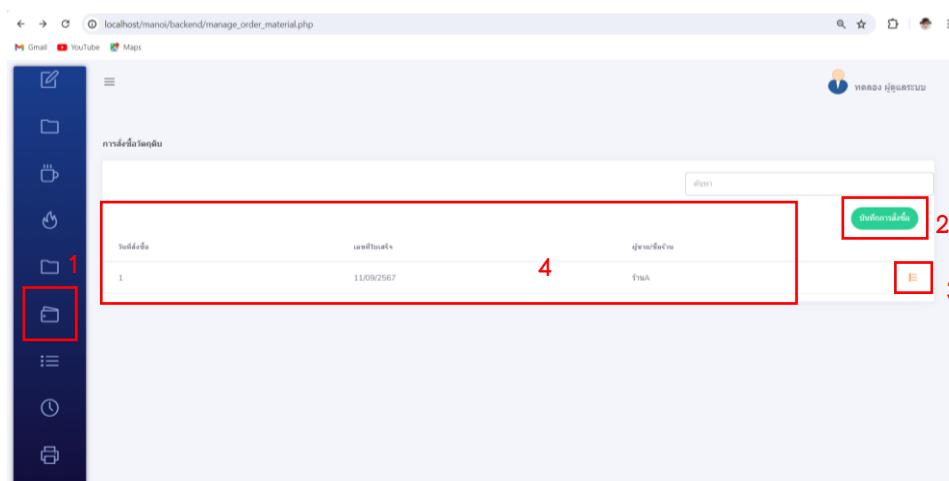 localhost/manoi/backend/manage_order_material.php
Gmail YouTube Maps
ทดลอง ผู้ดูแลระบบ
การสั่งซื้อวัตถุดิบ
ค้นหา
บันทึกการสั่งซื้อ 2
วันที่สั่งซื้อ เลขที่ใบเสร็จ ผู้ขาย/ชื่อร้าน
1 4
1 11/09/2567 ร้านA